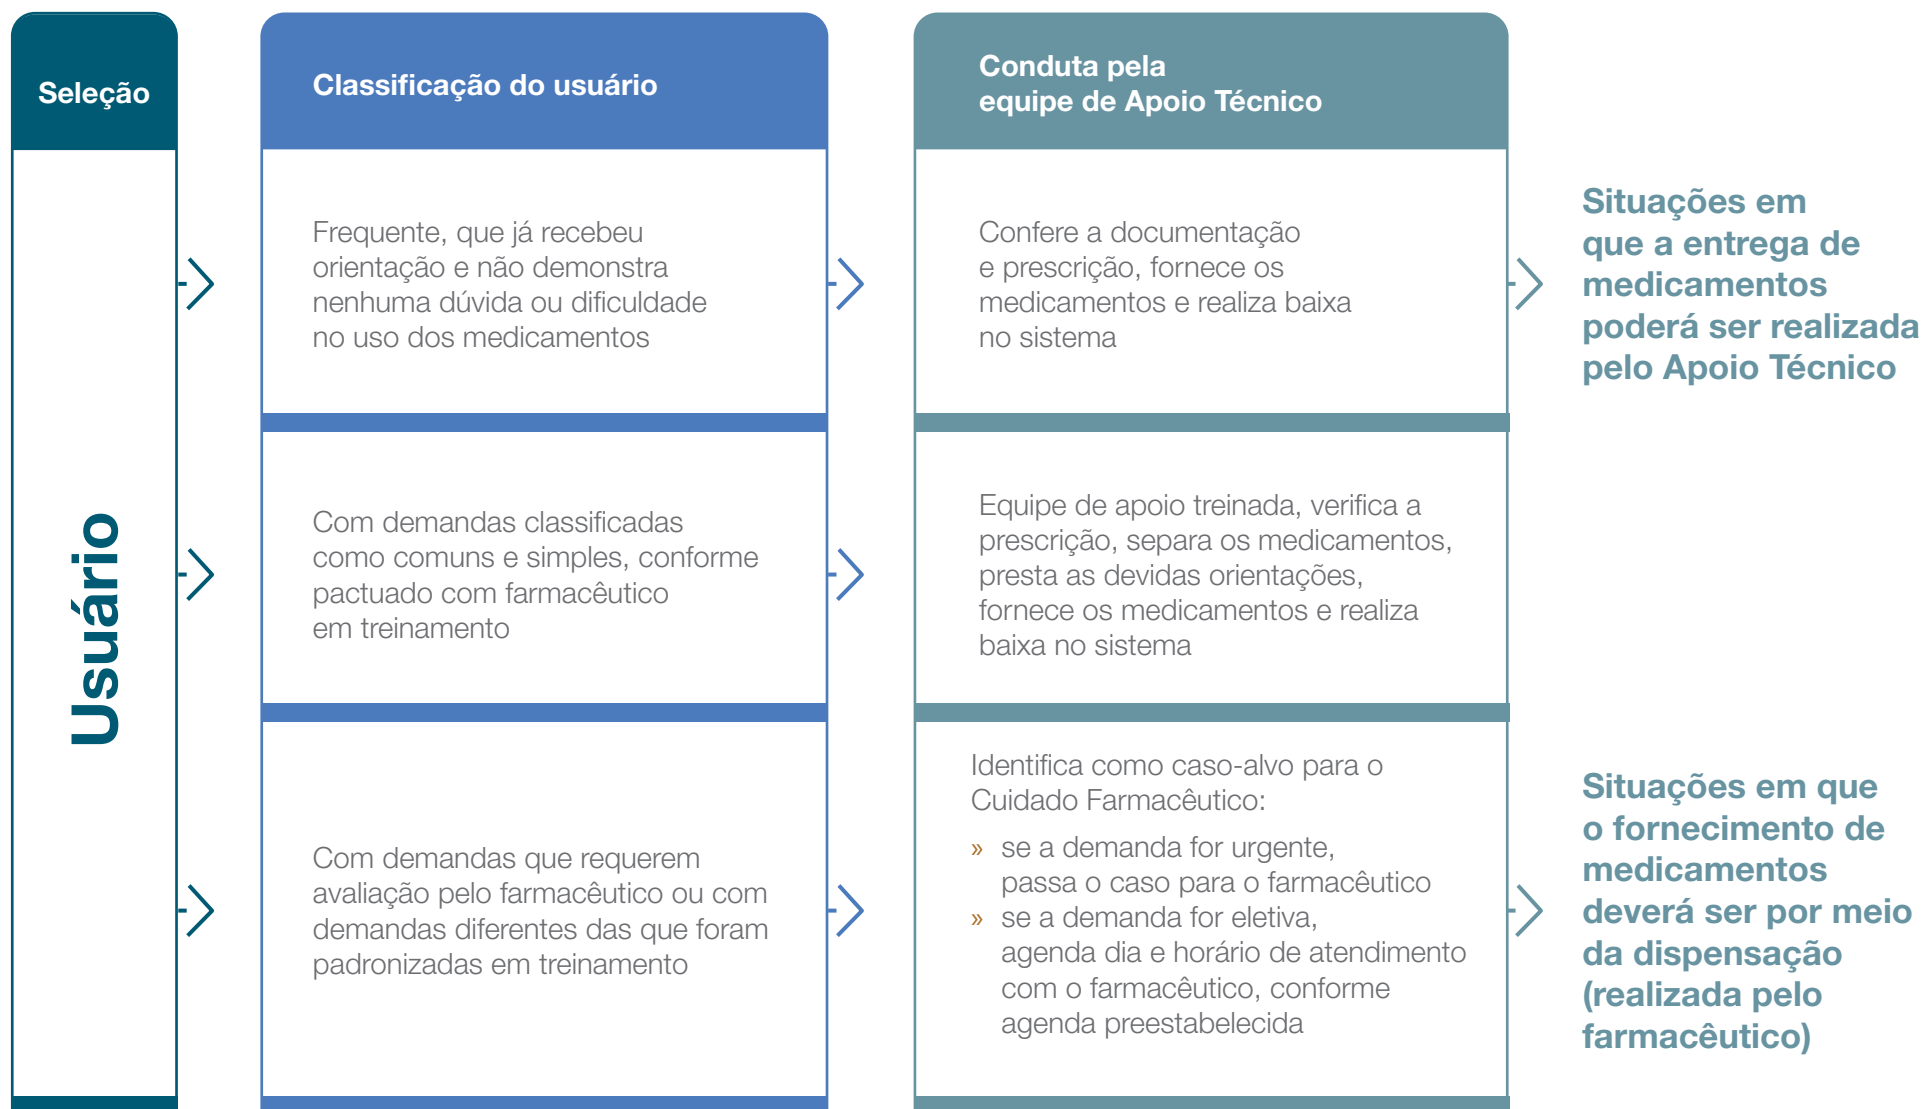 Seleção
Classificação do usuário
Conduta pela
equipe de Apoio Técnico
Usuário
Frequente, que já recebeu
orientação e não demonstra
nenhuma dúvida ou dificuldade
no uso dos medicamentos
Confere a documentação
e prescrição, fornece os
medicamentos e realiza baixa
no sistema
Situações em
que a entrega de
medicamentos
poderá ser realizada
pelo Apoio Técnico
Com demandas classificadas
como comuns e simples, conforme
pactuado com farmacêutico
em treinamento
Equipe de apoio treinada, verifica a
prescrição, separa os medicamentos,
presta as devidas orientações,
fornece os medicamentos e realiza
baixa no sistema
Com demandas que requerem
avaliação pelo farmacêutico ou com
demandas diferentes das que foram
padronizadas em treinamento
Identifica como caso-alvo para o
Cuidado Farmacêutico:
» se a demanda for urgente,
passa o caso para o farmacêutico
» se a demanda for eletiva,
agenda dia e horário de atendimento
com o farmacêutico, conforme
agenda preestabelecida
Situações em que
o fornecimento de
medicamentos
deverá ser por meio
da dispensação
(realizada pelo
farmacêutico)